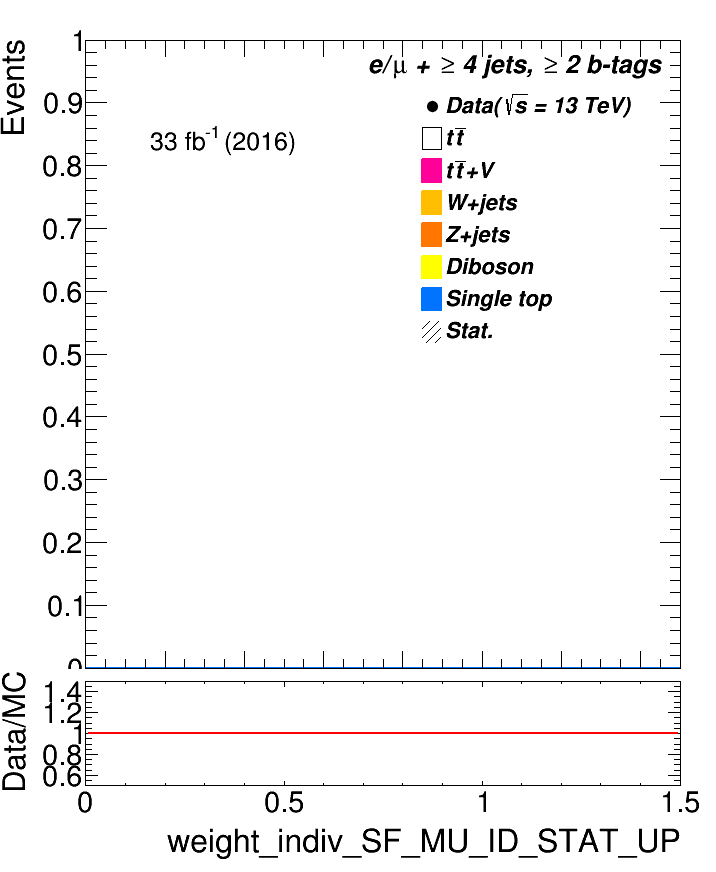 Events
1
0.9
0.8
0.7
0.6
0.5
0.4
0.3
0.2
0.1
0
e/μ + ≥ 4 jets, ≥ 2 b-tags
33 fb⁻¹ (2016)
Data(√s = 13 TeV)
tt̅
tt̅+V
W+jets
Z+jets
Diboson
Single top
Stat.
Data/MC
1.4
1.2
1
0.8
0.6
0 0.5 1 1.5
weight_indiv_SF_MU_ID_STAT_UP